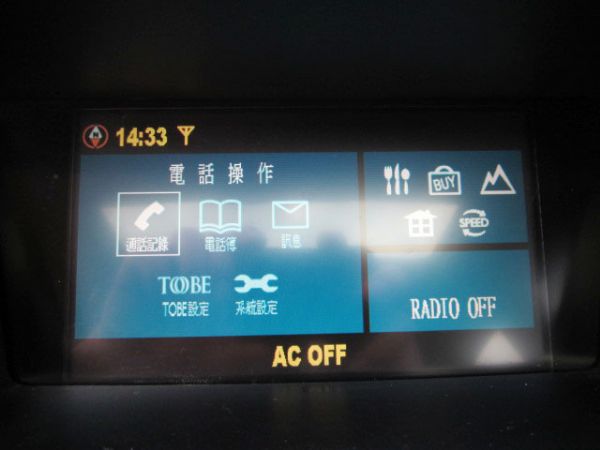 14:33
電話操作
通話記錄 電話簿 訊息
TOBE
TOBE設定 系統設定
BUY
SPEED
RADIO OFF
AC OFF